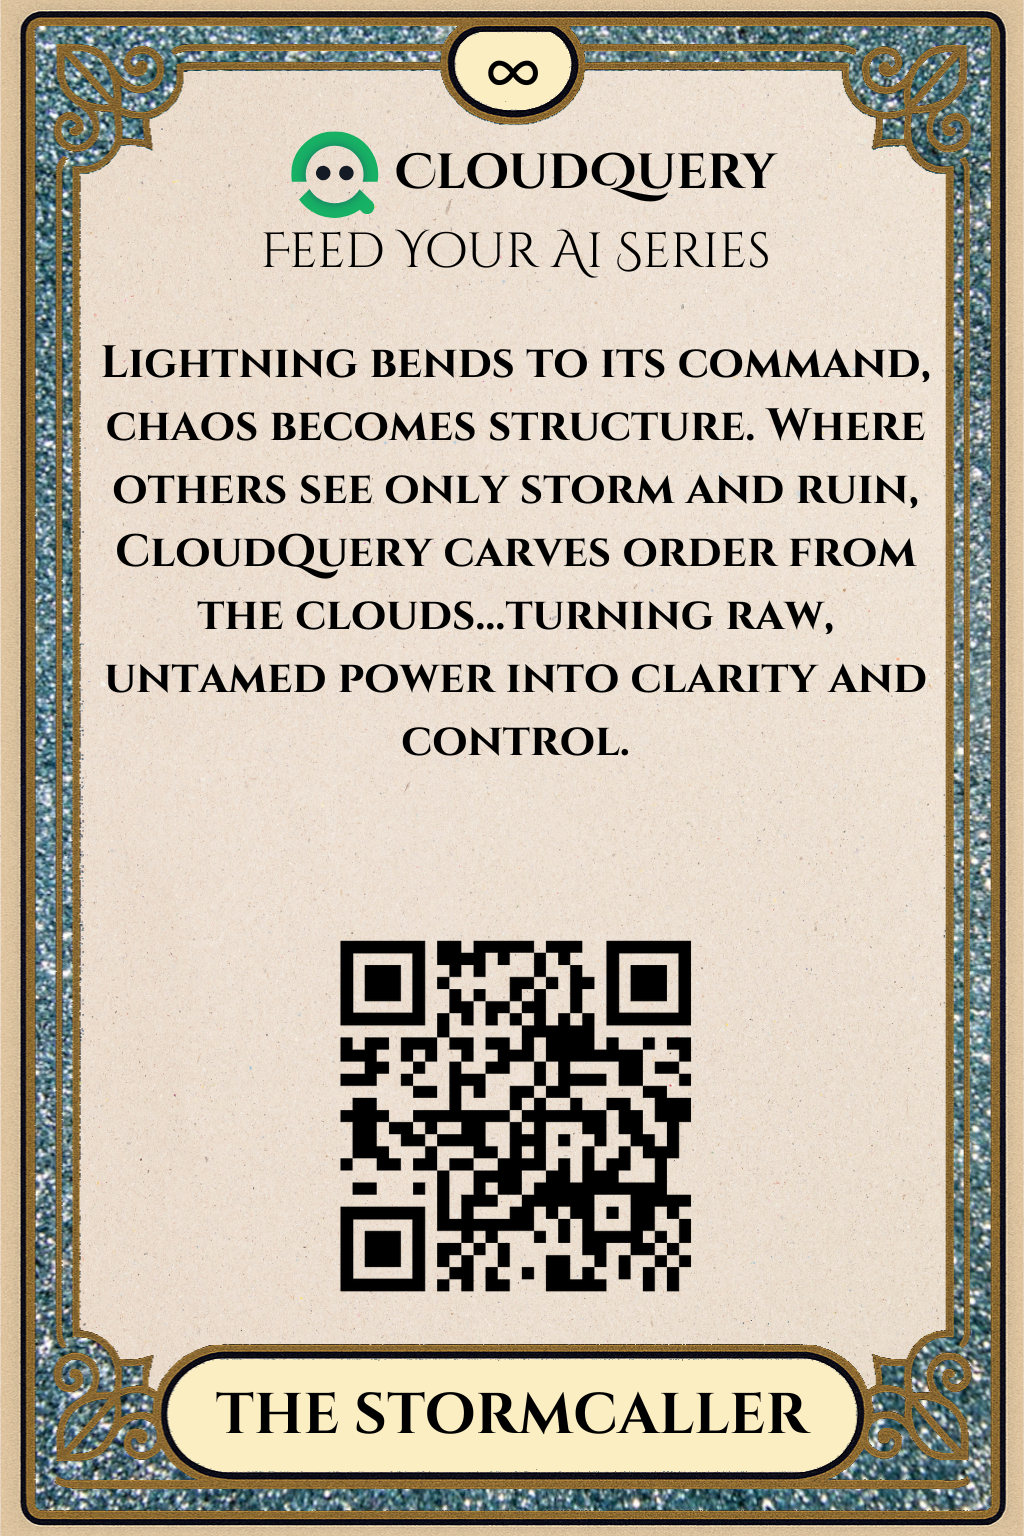 ∞
CLOUDQUERY
FEED YOUR AI SERIES
LIGHTNING BENDS TO ITS COMMAND,
CHAOS BECOMES STRUCTURE. WHERE
OTHERS SEE ONLY STORM AND RUIN,
CLOUDQUERY CARVES ORDER FROM
THE CLOUDS...TURNING RAW,
UNTAMED POWER INTO CLARITY AND
CONTROL.
THE STORMCALLER